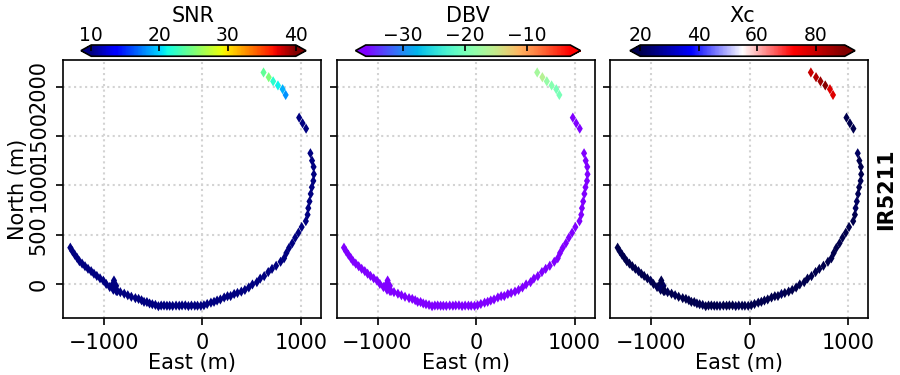 SNR DBV Xc
10 20 30 40 −30 −20 −10 20 40 60 80
North (m)
2000
1500
1000
500
0
−1000 0 1000 −1000 0 1000 −1000 0 1000
East (m) East (m) East (m)
IR5211